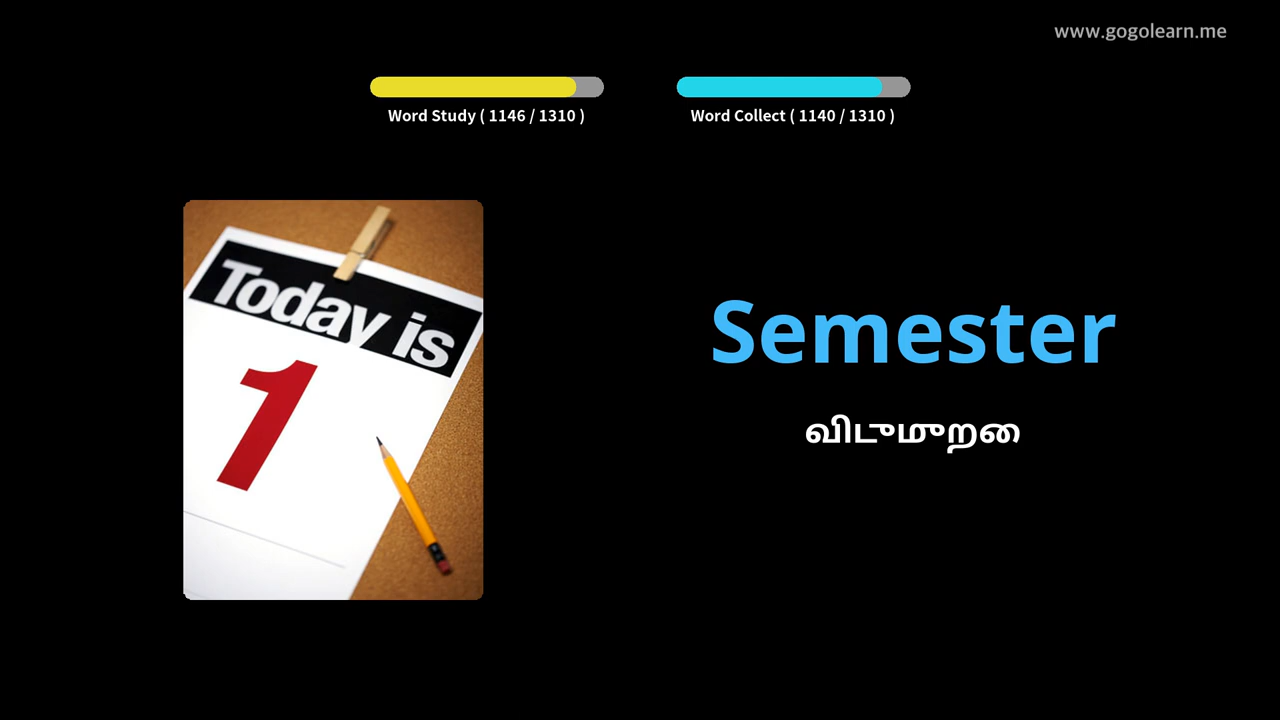 www.gogolearn.me
Word Study ( 1146 / 1310 )
Word Collect ( 1140 / 1310 )
Today is
1
Semester
விடுமுறை